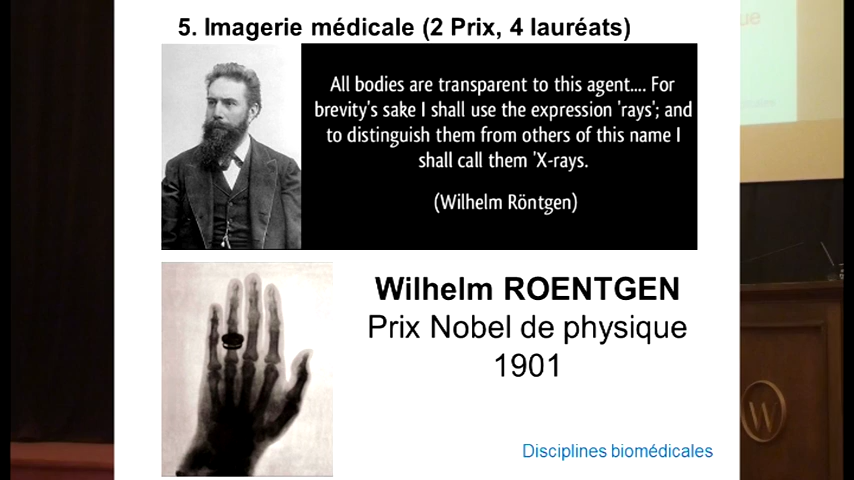 5. Imagerie médicale (2 Prix, 4 lauréats)
All bodies are transparent to this agent.... For
brevity's sake I shall use the expression 'rays'; and
to distinguish them from others of this name I
shall call them 'X-rays.
(Wilhelm Röntgen)
Wilhelm ROENTGEN
Prix Nobel de physique
1901
Disciplines biomédicales
W